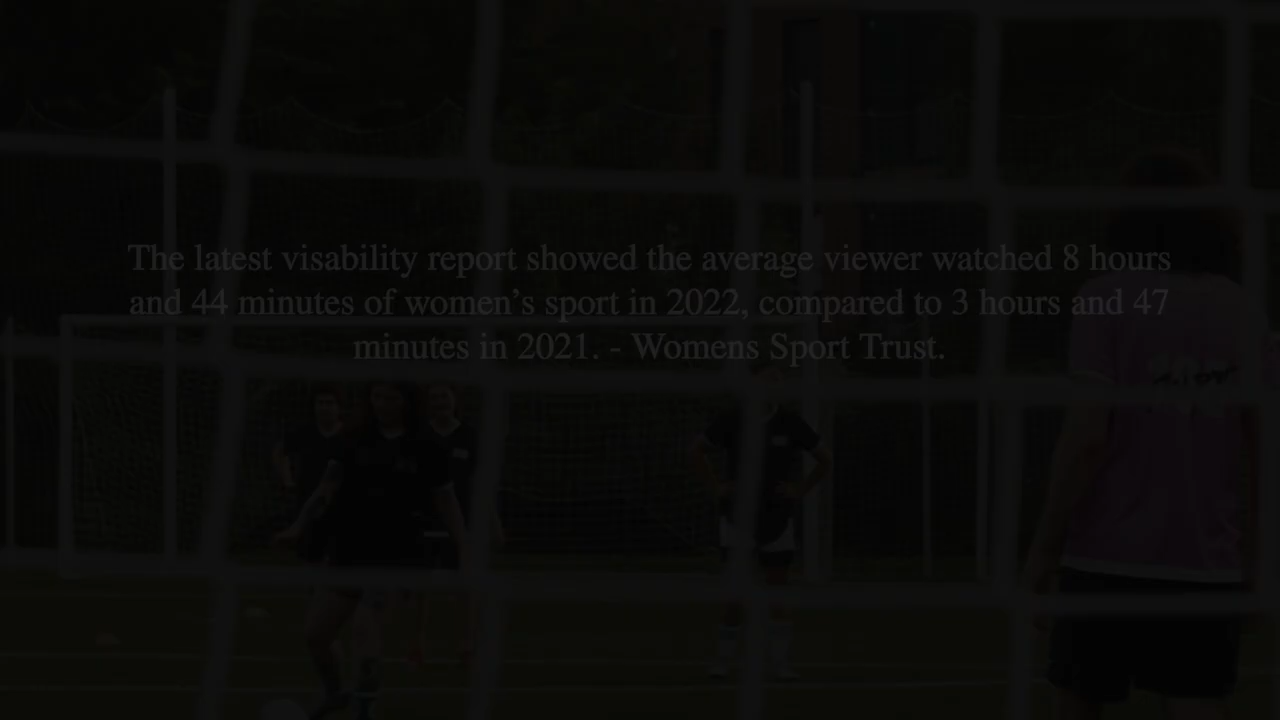 The latest visability report showed the average viewer watched 8 hours
and 44 minutes of women’s sport in 2022, compared to 3 hours and 47
minutes in 2021. - Womens Sport Trust.